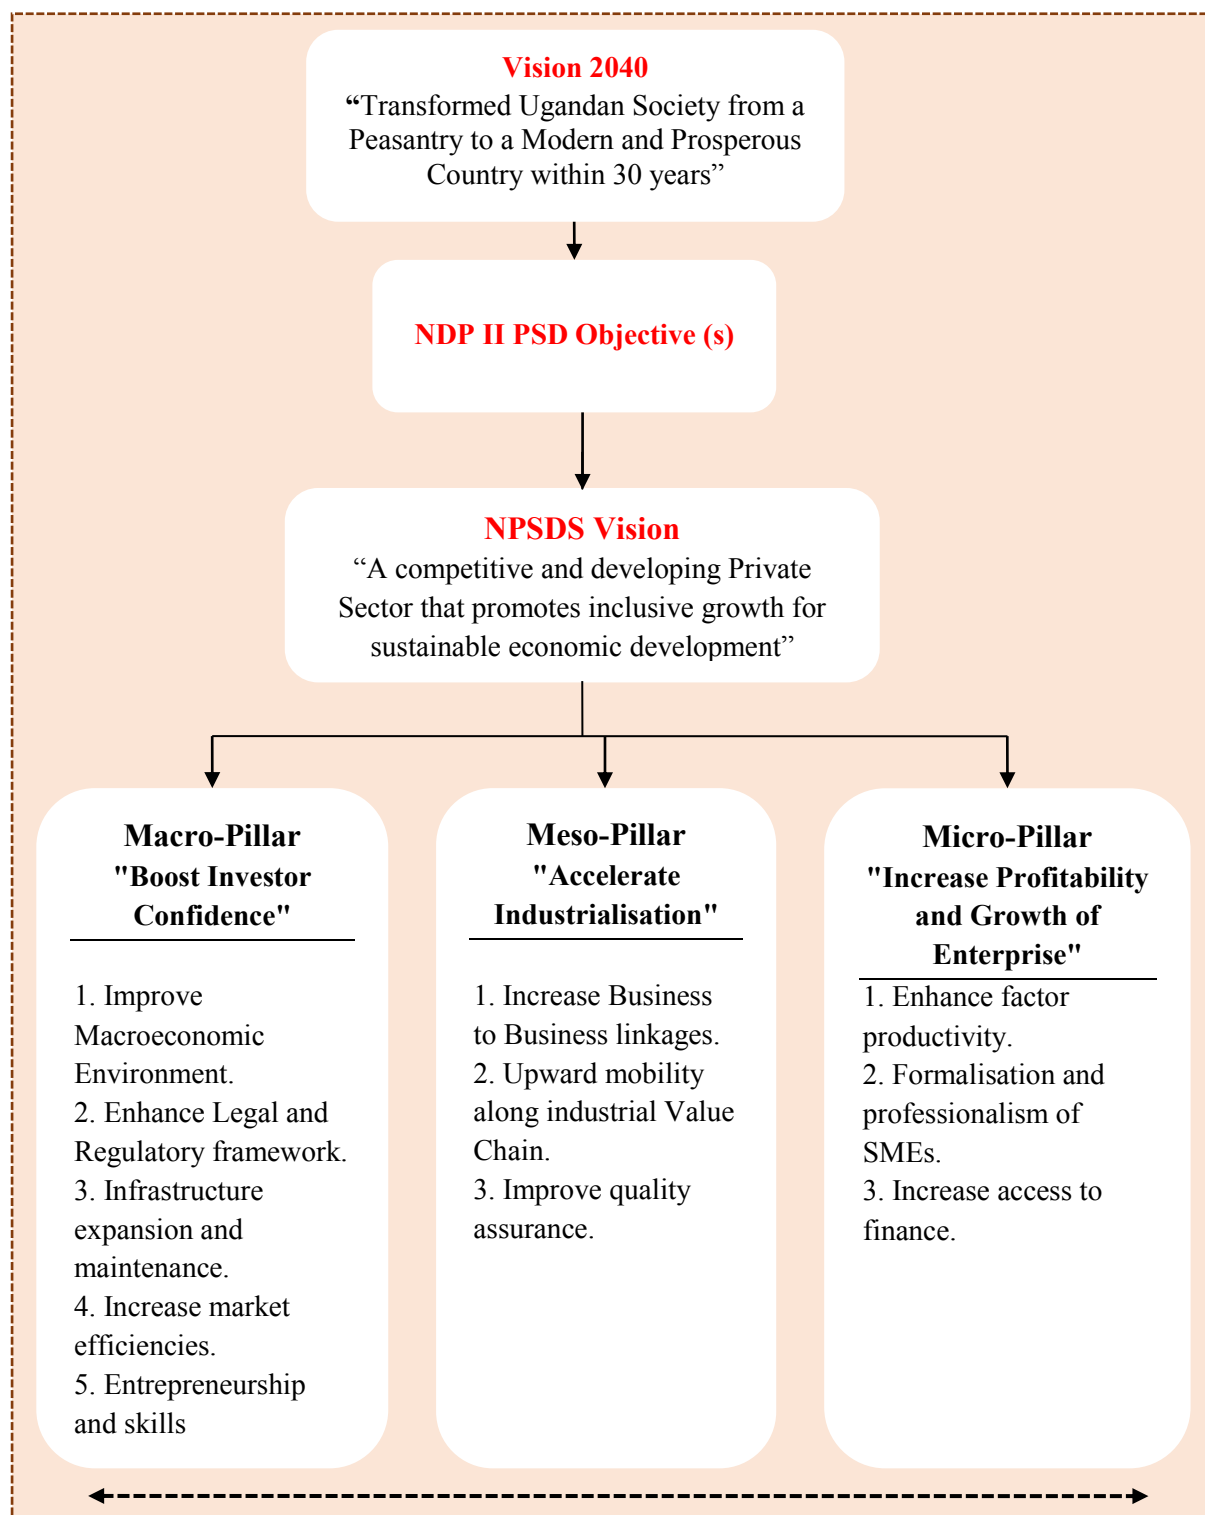 Vision 2040
“Transformed Ugandan Society from a
Peasantry to a Modern and Prosperous
Country within 30 years”
NDP II PSD Objective (s)
NPSDS Vision
“A competitive and developing Private
Sector that promotes inclusive growth for
sustainable economic development”
Macro-Pillar
"Boost Investor
Confidence"
1. Improve
Macroeconomic
Environment.
2. Enhance Legal and
Regulatory framework.
3. Infrastructure
expansion and
maintenance.
4. Increase market
efficiencies.
5. Entrepreneurship
and skills
Meso-Pillar
"Accelerate
Industrialisation"
1. Increase Business
to Business linkages.
2. Upward mobility
along industrial Value
Chain.
3. Improve quality
assurance.
Micro-Pillar
"Increase Profitability
and Growth of
Enterprise"
1. Enhance factor
productivity.
2. Formalisation and
professionalism of
SMEs.
3. Increase access to
finance.